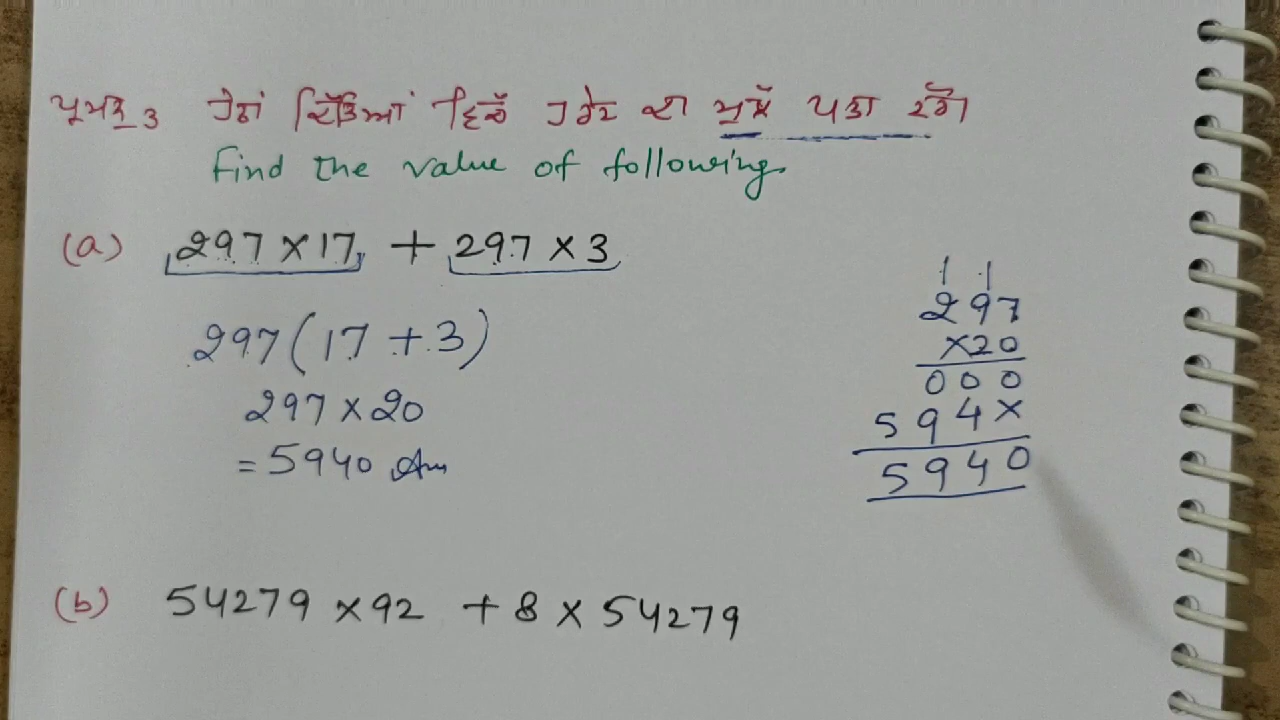 ਪ੍ਰਸ਼ਨ 3 ਹੇਠਾਂ ਦਿੱਤਿਆਂ ਵਿੱਚੋਂ ਹਰੇਕ ਦਾ ਮੁੱਲ ਪਤਾ ਕਰੋ।
Find the value of following.
(a) 297 × 17 + 297 × 3
297 (17 + 3)
297 × 20
= 5940 Ans
1 1
297
×20
000
594×
5940
(b) 54279 × 92 + 8 × 54279